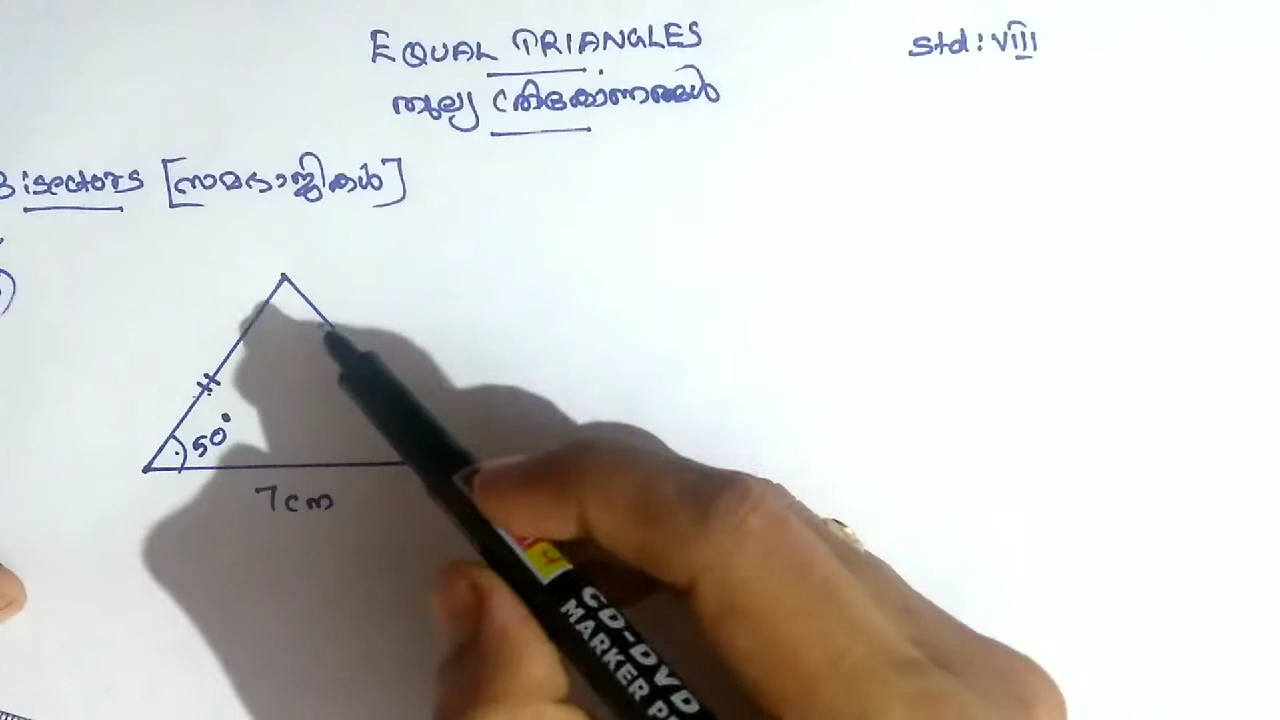 EQUAL TRIANGLES
Std: VIII
തുല്യ ത്രികോണങ്ങൾ
Bisectors [സമഭാജികൾ]
50°
7cm
CD-DVD
MARKER